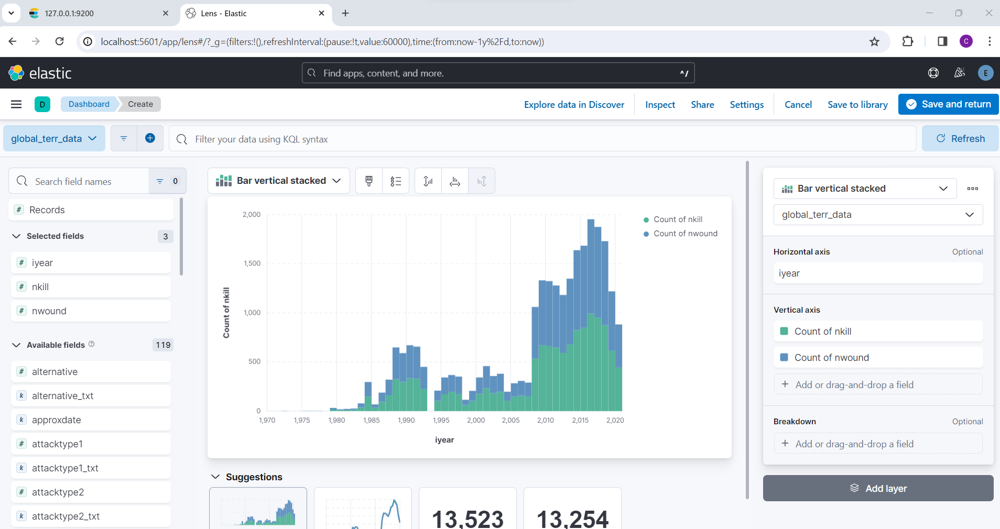 127.0.0.1:9200
Lens - Elastic
localhost:5601/app/lens#/?_g=(filters:!(),refreshInterval:(pause:!t,value:60000),time:(from:now-1y%2Fd,to:now))
C
elastic
Find apps, content, and more.
^/
E
D
Dashboard
Create
Explore data in Discover
Inspect
Share
Settings
Cancel
Save to library
Save and return
global_terr_data
Filter your data using KQL syntax
Refresh
Search field names
0
# Records
Selected fields
3
# iyear
# nkill
# nwound
Available fields
119
# alternative
k alternative_txt
k approxdate
# attacktype1
k attacktype1_txt
# attacktype2
k attacktype2_txt
Bar vertical stacked
2,000
1,500
1,000
500
0
Count of nkill
1,970
1,975
1,980
1,985
1,990
1,995
2,000
2,005
2,010
2,015
2,020
iyear
Count of nkill
Count of nwound
Suggestions
13,523
13,254
Bar vertical stacked
global_terr_data
Horizontal axis
Optional
iyear
Vertical axis
Count of nkill
Count of nwound
+ Add or drag-and-drop a field
Breakdown
Optional
+ Add or drag-and-drop a field
Add layer